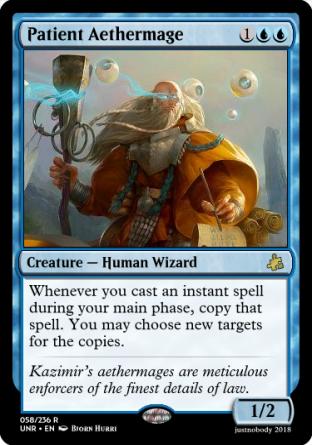 Patient Aethermage 1
Creature — Human Wizard
Whenever you cast an instant spell
during your main phase, copy that
spell. You may choose new targets
for the copies.
Kazimir's aethermages are meticulous
enforcers of the finest details of law.
1/2
058/236 R
UNR • EN Bjorn Hurri
justnobody 2018